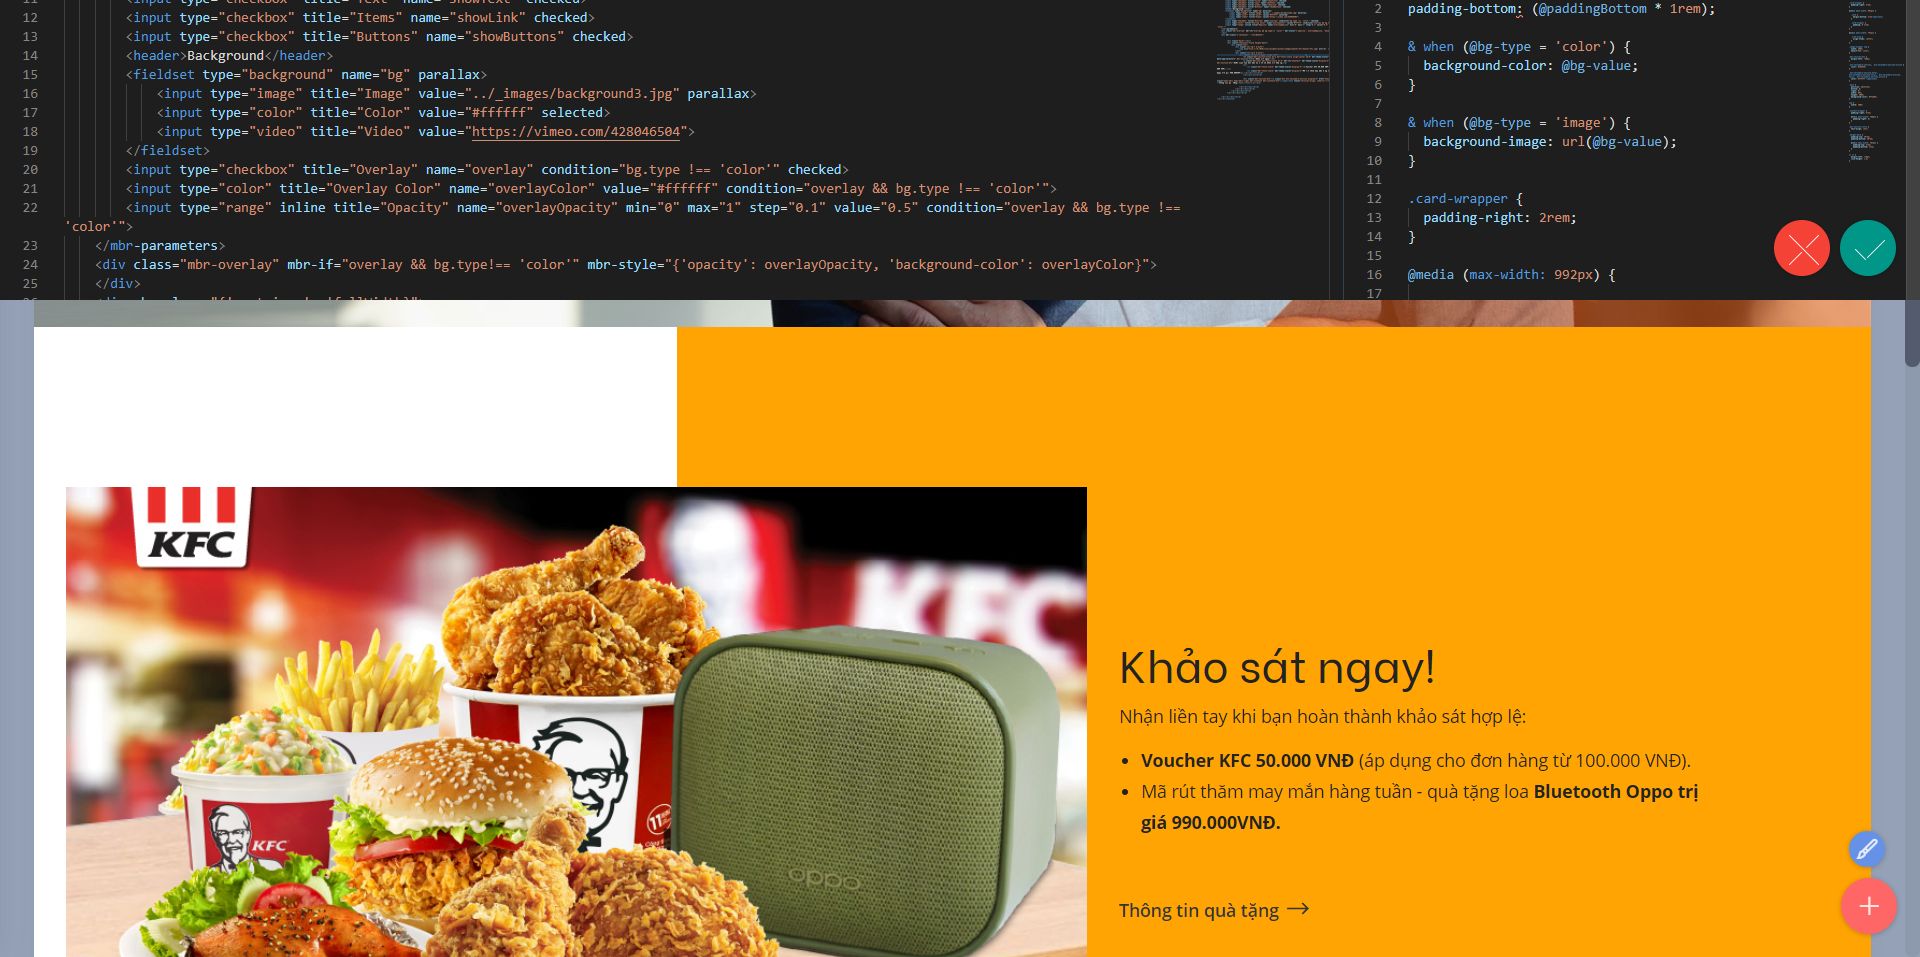 11 <input type="checkbox" title="Text" name="showText" checked>
12 <input type="checkbox" title="Items" name="showLink" checked>
13 <input type="checkbox" title="Buttons" name="showButtons" checked>
14 <header>Background</header>
15 <fieldset type="background" name="bg" parallax>
16 <input type="image" title="Image" value="../_images/background3.jpg" parallax>
17 <input type="color" title="Color" value="#ffffff" selected>
18 <input type="video" title="Video" value="https://vimeo.com/428046504">
19 </fieldset>
20 <input type="checkbox" title="Overlay" name="overlay" condition="bg.type !== 'color'" checked>
21 <input type="color" title="Overlay Color" name="overlayColor" value="#ffffff" condition="overlay && bg.type !== 'color'">
22 <input type="range" inline title="Opacity" name="overlayOpacity" min="0" max="1" step="0.1" value="0.5" condition="overlay && bg.type !==
'color'">
23 </mbr-parameters>
24 <div class="mbr-overlay" mbr-if="overlay && bg.type!== 'color'" mbr-style="{'opacity': overlayOpacity, 'background-color': overlayColor}">
25 </div>
2 padding-bottom: (@paddingBottom * 1rem);
3
4 & when (@bg-type = 'color') {
5 background-color: @bg-value;
6 }
7
8 & when (@bg-type = 'image') {
9 background-image: url(@bg-value);
10 }
11
12 .card-wrapper {
13 padding-right: 2rem;
14 }
15
16 @media (max-width: 992px) {
17
KFC
KFC
KFC
oppo
Khảo sát ngay!
Nhận liền tay khi bạn hoàn thành khảo sát hợp lệ:
• Voucher KFC 50.000 VNĐ (áp dụng cho đơn hàng từ 100.000 VNĐ).
• Mã rút thăm may mắn hàng tuần - quà tặng loa Bluetooth Oppo trị
giá 990.000VNĐ.
Thông tin quà tặng →